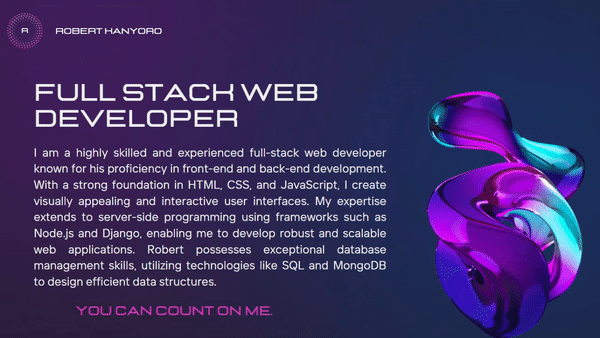 R
ROBERT HANYORO
FULL STACK WEB
DEVELOPER
I am a highly skilled and experienced full-stack web developer
known for his proficiency in front-end and back-end development.
With a strong foundation in HTML, CSS, and JavaScript, I create
visually appealing and interactive user interfaces. My expertise
extends to server-side programming using frameworks such as
Node.js and Django, enabling me to develop robust and scalable
web applications. Robert possesses exceptional database
management skills, utilizing technologies like SQL and MongoDB
to design efficient data structures.
YOU CAN COUNT ON ME.